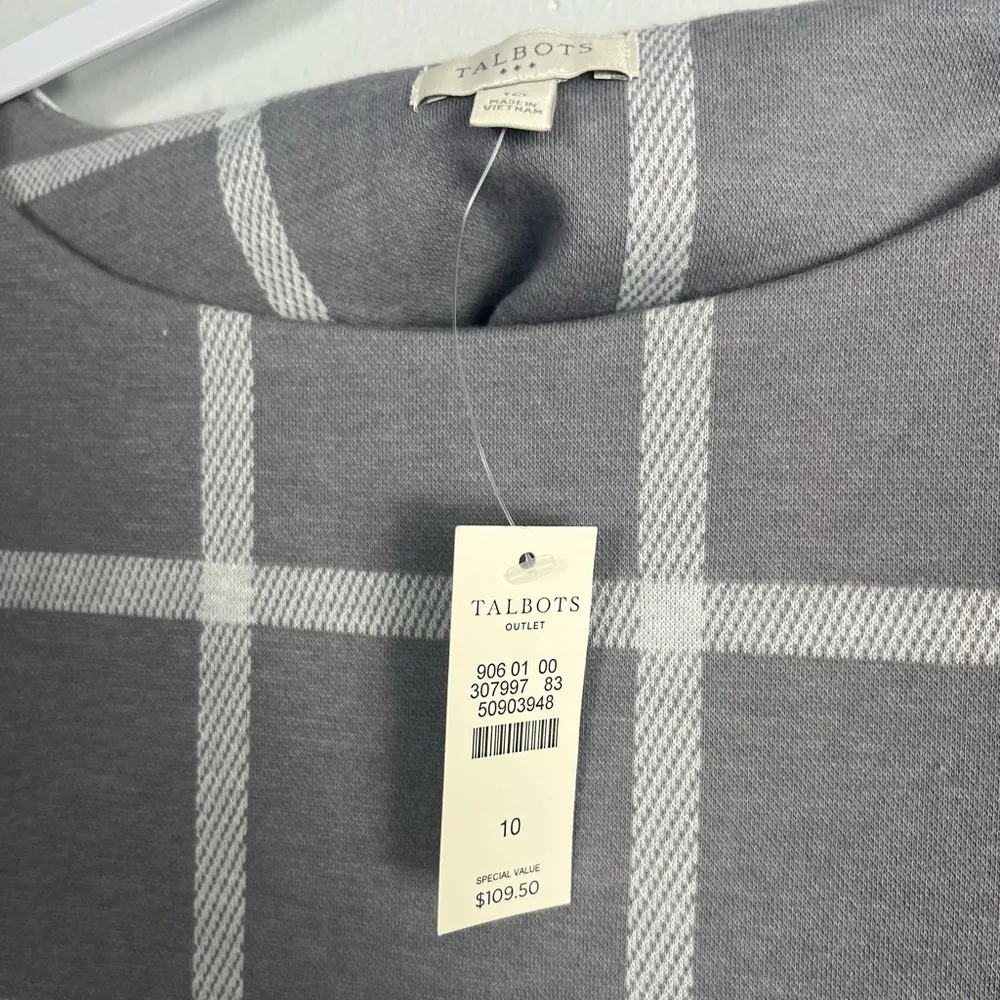 TALBOTS
10
MADE IN
VIETNAM
TALBOTS
OUTLET
906 01 00
307997 83
50903948
10
SPECIAL VALUE
$109.50